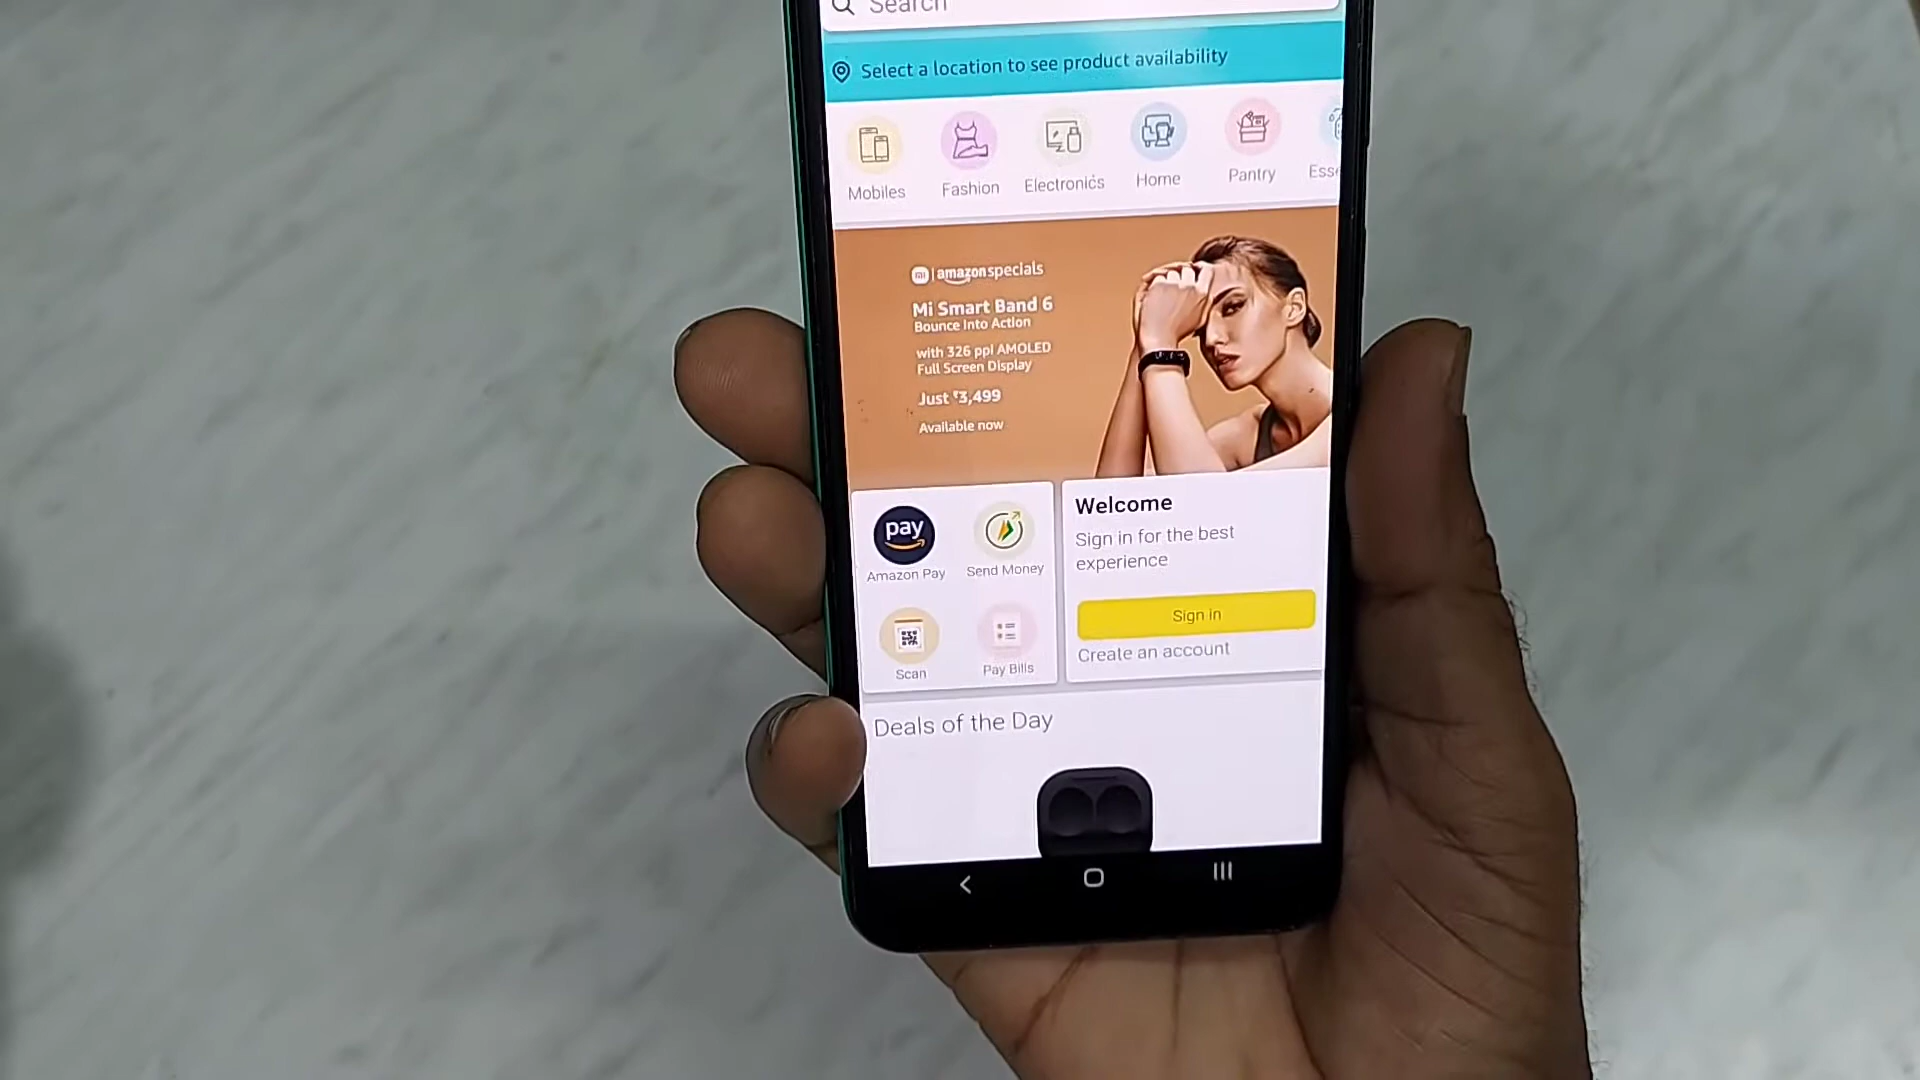 Search
Select a location to see product availability
Mobiles
Fashion
Electronics
Home
Pantry
Esse
mi | amazonspecials
Mi Smart Band 6
Bounce Into Action
with 326 ppi AMOLED
Full Screen Display
Just ₹3,499
Available now
pay
Amazon Pay
Send Money
Scan
Pay Bills
Welcome
Sign in for the best
experience
Sign in
Create an account
Deals of the Day